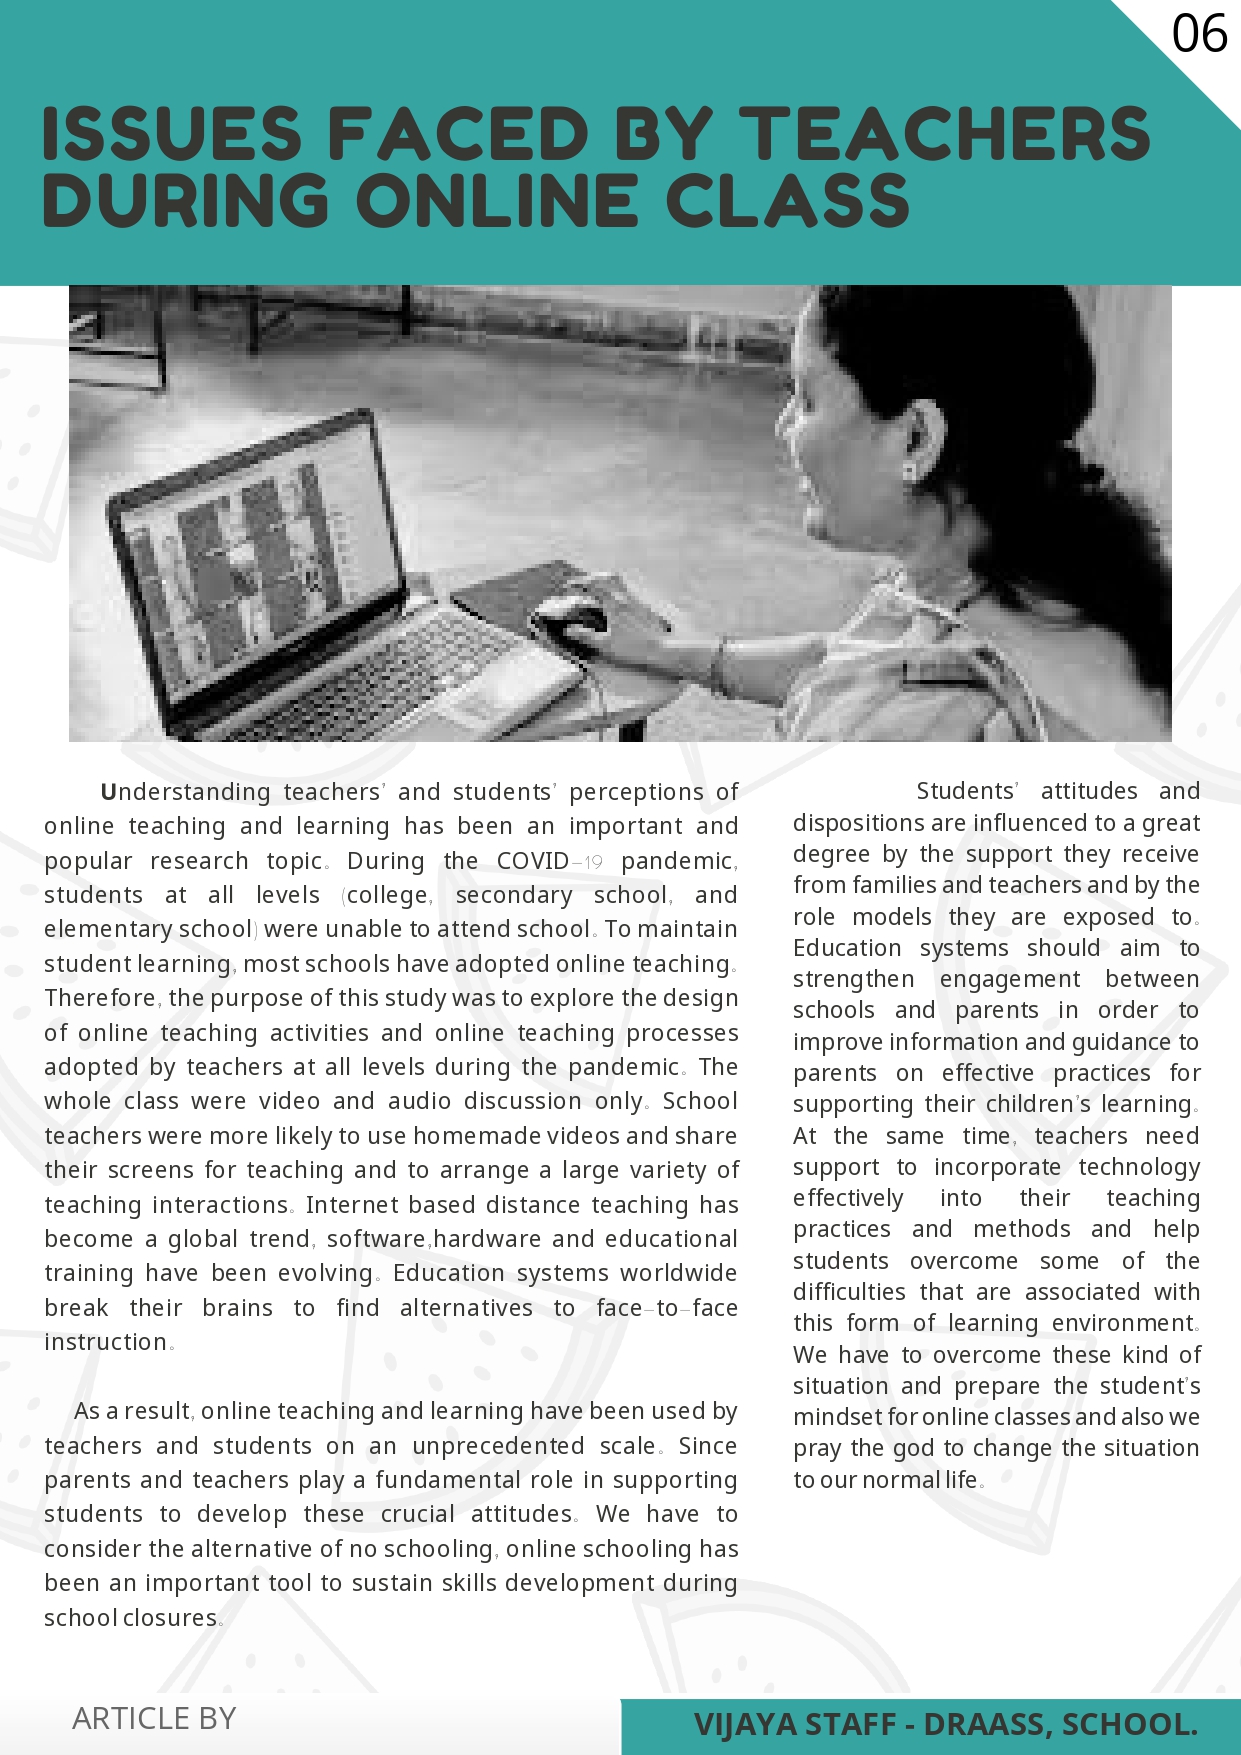 06
ISSUES FACED BY TEACHERS
DURING ONLINE CLASS
Understanding teachers' and students' perceptions of
online teaching and learning has been an important and
popular research topic. During the COVID-19 pandemic,
students at all levels (college, secondary school, and
elementary school) were unable to attend school. To maintain
student learning, most schools have adopted online teaching.
Therefore, the purpose of this study was to explore the design
of online teaching activities and online teaching processes
adopted by teachers at all levels during the pandemic. The
whole class were video and audio discussion only. School
teachers were more likely to use homemade videos and share
their screens for teaching and to arrange a large variety of
teaching interactions. Internet based distance teaching has
become a global trend, software,hardware and educational
training have been evolving. Education systems worldwide
break their brains to find alternatives to face-to-face
instruction.
As a result, online teaching and learning have been used by
teachers and students on an unprecedented scale. Since
parents and teachers play a fundamental role in supporting
students to develop these crucial attitudes. We have to
consider the alternative of no schooling, online schooling has
been an important tool to sustain skills development during
school closures.
Students' attitudes and
dispositions are influenced to a great
degree by the support they receive
from families and teachers and by the
role models they are exposed to.
Education systems should aim to
strengthen engagement between
schools and parents in order to
improve information and guidance to
parents on effective practices for
supporting their children's learning.
At the same time, teachers need
support to incorporate technology
effectively into their teaching
practices and methods and help
students overcome some of the
difficulties that are associated with
this form of learning environment.
We have to overcome these kind of
situation and prepare the student's
mindset for online classes and also we
pray the god to change the situation
to our normal life.
ARTICLE BY
VIJAYA STAFF - DRAASS, SCHOOL.